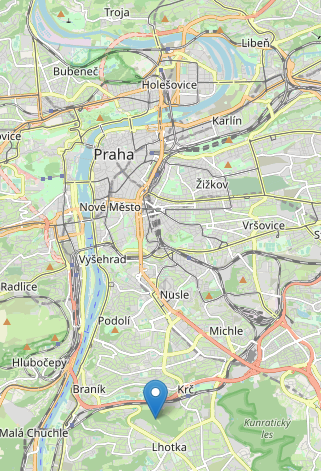 Troja
Libeň
Bubeneč
Holešovice
Karlín
ovice
Praha
Žižkov
Nové Město
Vršovice
S
Vyšehrad
Radlice
Nusle
Podolí
Michle
Hlubočepy
Braník
Krč
Kunratický
les
Malá Chuchle
Lhotka